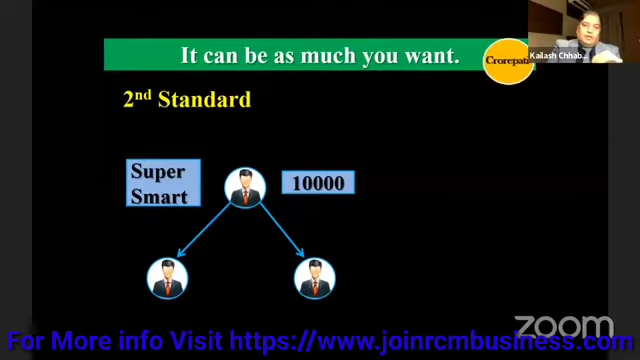 It can be as much you want.
Crorepati
Kailash Chhab...
2nd Standard
Super
Smart
10000
zoom
For More info Visit https://www.joinrcmbusiness.com